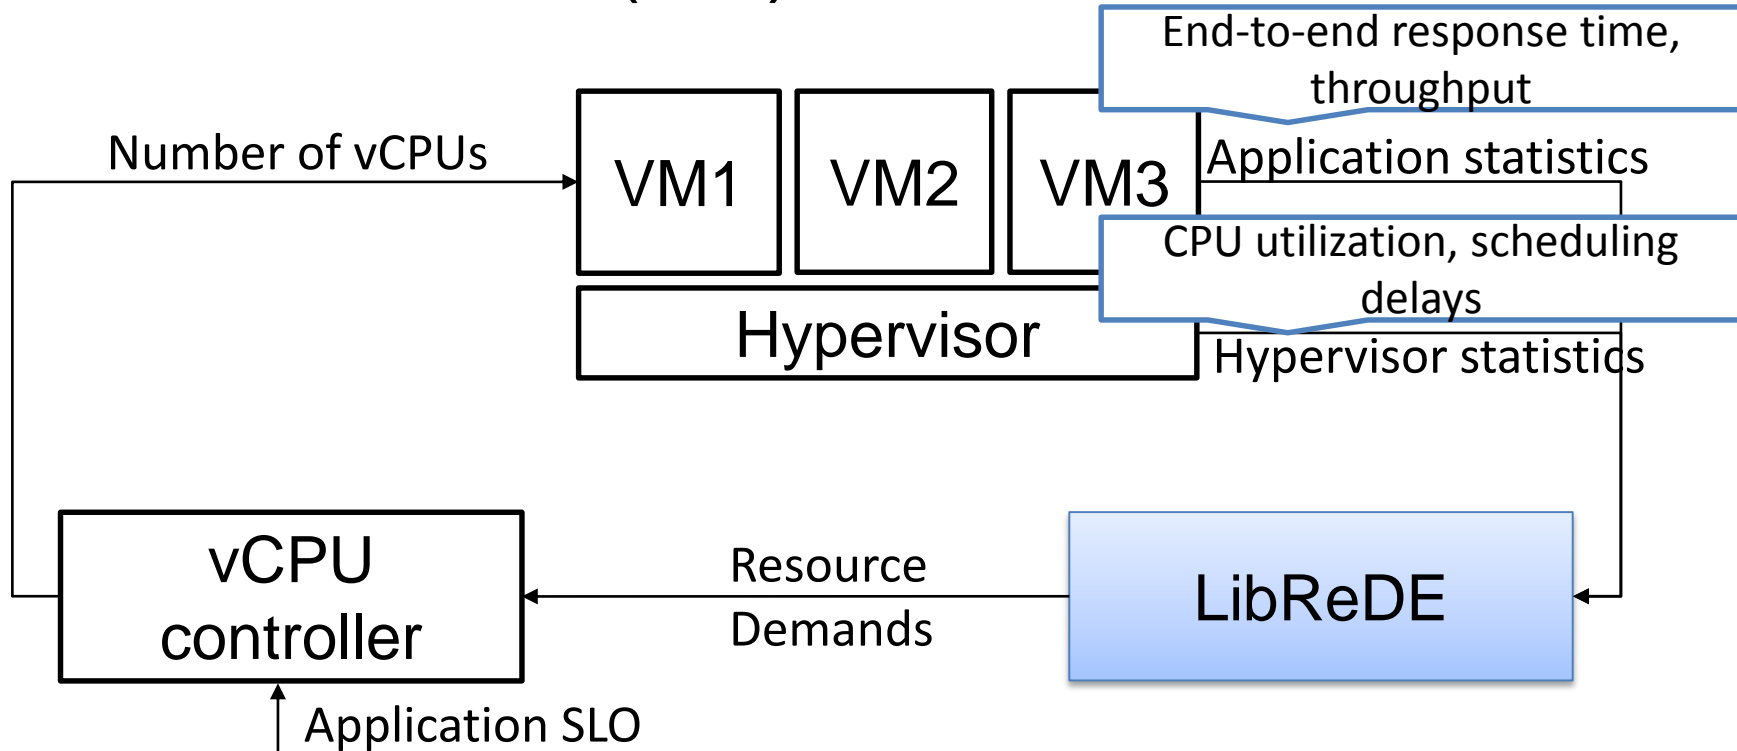 End-to-end response time,
throughput
Number of vCPUs
VM1
VM2
VM3
Application statistics
CPU utilization, scheduling
delays
Hypervisor
Hypervisor statistics
vCPU
controller
Resource
Demands
LibReDE
Application SLO